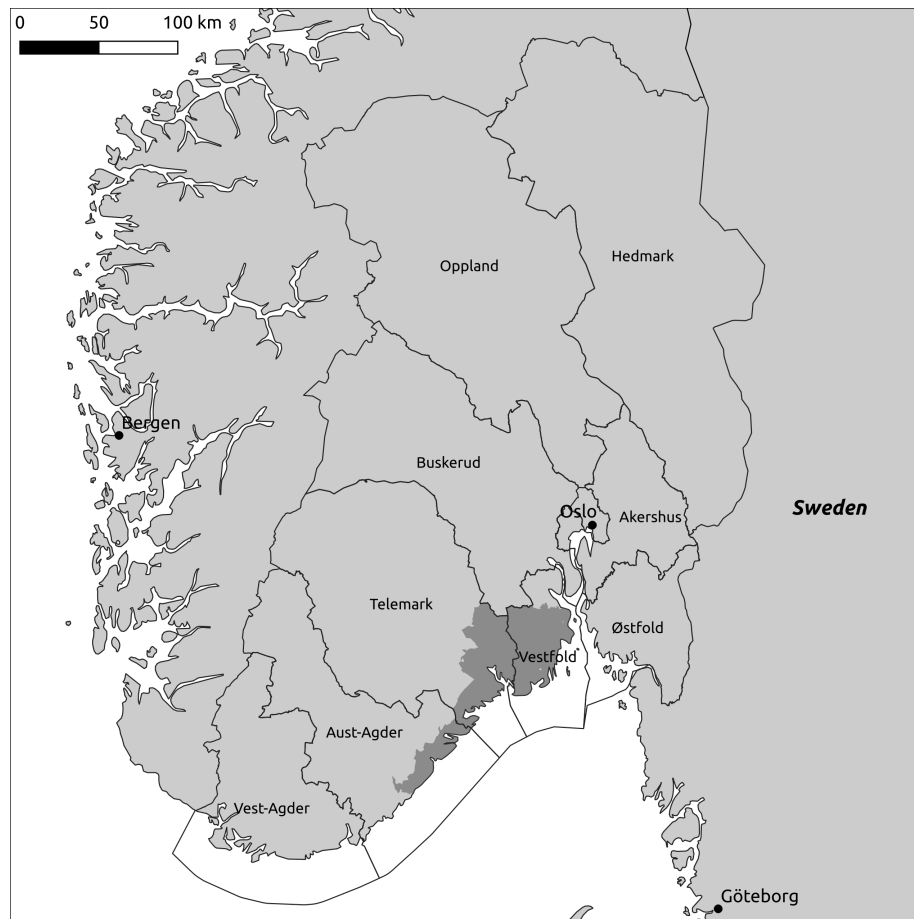 0 50 100 km
Oppland
Hedmark
Bergen
Buskerud
Oslo
Akershus
Sweden
Telemark
Østfold
Vestfold
Aust-Agder
Vest-Agder
Göteborg